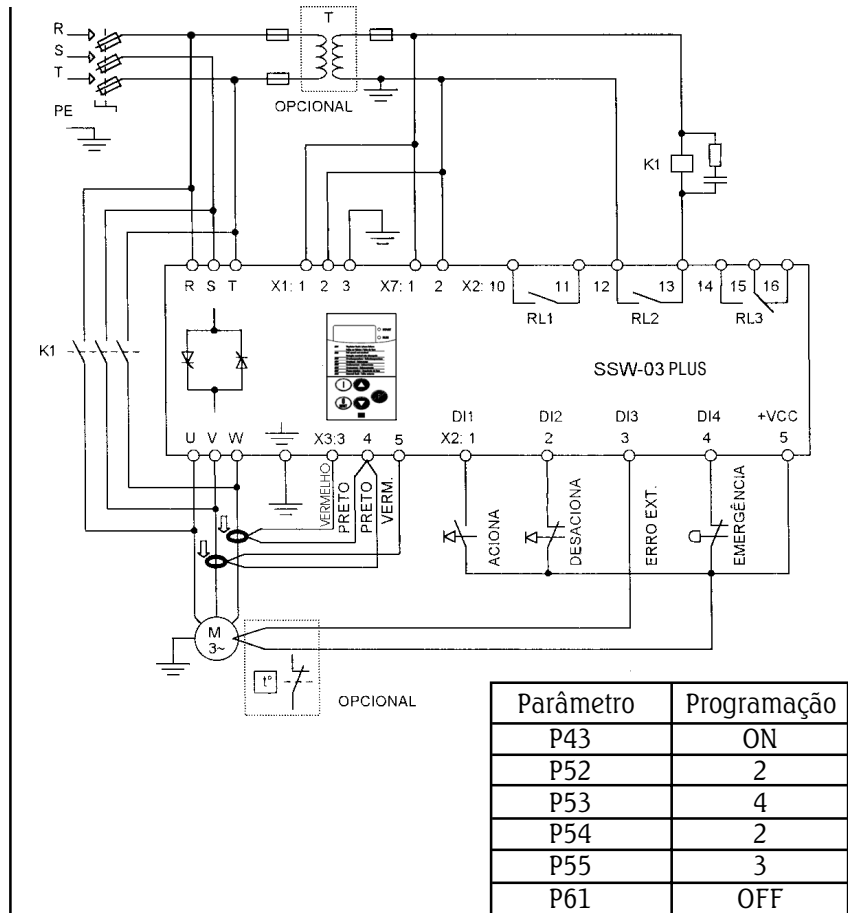 R
S
T
PE
T
OPCIONAL
K1
R S T X1: 1 2 3 X7: 1 2 X2: 10 11 12 13 14 15 16
RL1 RL2 RL3
K1
SSW-03 PLUS
DI1 DI2 DI3 DI4 +VCC
U V W X3:3 4 5 X2: 1 2 3 4 5
VERMELHO
PRETO
PRETO
VERM.
ACIONA
DESACIONA
ERRO EXT.
EMERGÊNCIA
M
3~
t°
OPCIONAL
Parâmetro Programação
P43 ON
P52 2
P53 4
P54 2
P55 3
P61 OFF